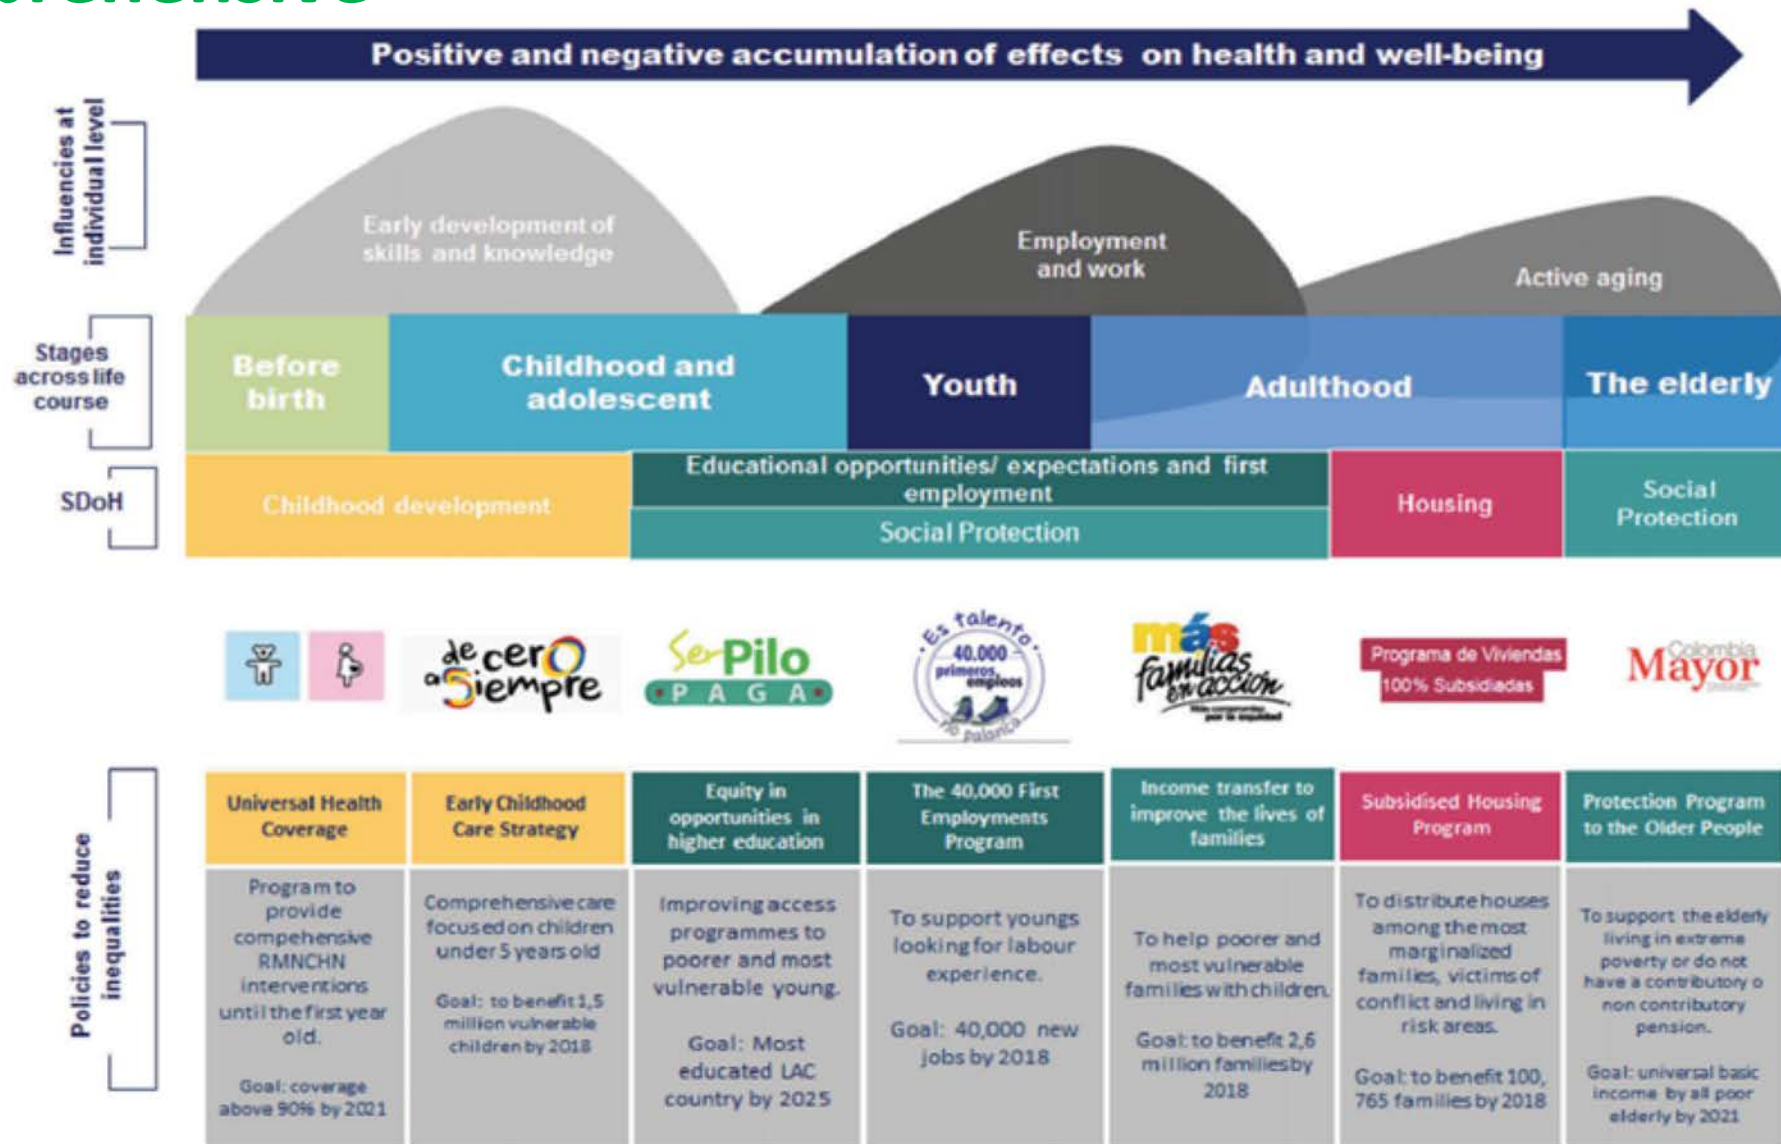 Positive and negative accumulation of effects on health and well-being
Influencies at
individual level
Early development of
skills and knowledge
Employment
and work
Active aging
Stages
across life
course
Before
birth
Childhood and
adolescent
Youth
Adulthood
The elderly
SDoH
Childhood development
Educational opportunities/ expectations and first
employment
Social Protection
Housing
Social
Protection
de cero
a Siempre
Ser Pilo
PAGA
Es talento
40.000
primeros
empleos
no palanca
más
familias
en acción
Más compromiso
por la equidad
Programa de Viviendas
100% Subsidiadas
Colombia
Mayor
Policies to reduce
inequalities
Universal Health
Coverage
Program to
provide
compehensive
RMNCHN
interventions
until the first year
old.
Goal: coverage
above 90% by 2021
Early Childhood
Care Strategy
Comprehensive care
focused on children
under 5 years old
Goal: to benefit 1,5
million vulnerable
children by 2018
Equity in
opportunities in
higher education
Improving access
programmes to
poorer and most
vulnerable young.
Goal: Most
educated LAC
country by 2025
The 40,000 First
Employments
Program
To support youngs
looking for labour
experience.
Goal: 40,000 new
jobs by 2018
Income transfer to
improve the lives of
families
To help poorer and
most vulnerable
families with children.
Goal: to benefit 2,6
million families by
2018
Subsidised Housing
Program
To distribute houses
among the most
marginalized
families, victims of
conflict and living in
risk areas.
Goal: to benefit 100,
765 families by 2018
Protection Program
to the Older People
To support the elderly
living in extreme
poverty or do not
have a contributory o
non contributory
pension.
Goal: universal basic
income by all poor
elderly by 2021